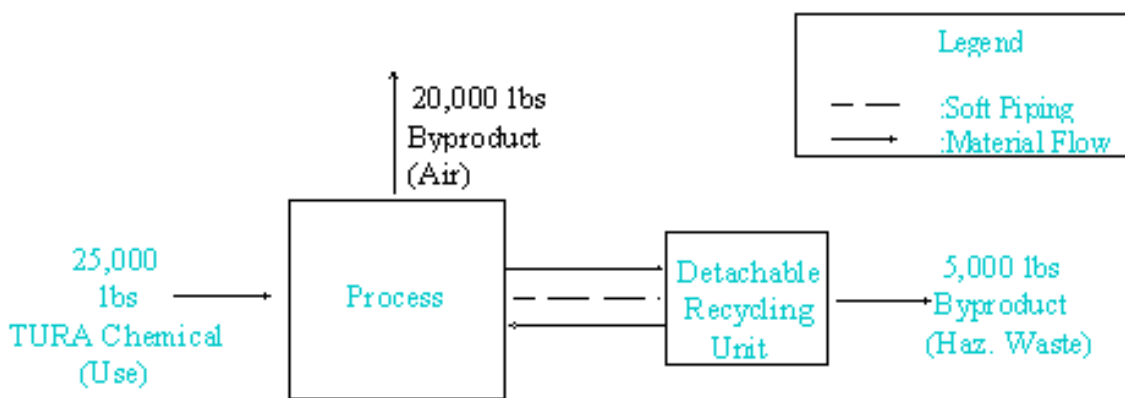 Legend
:Soft Piping
:Material Flow
20,000 lbs
Byproduct
(Air)
25,000
lbs
TURA Chemical
(Use)
Process
Detachable
Recycling
Unit
5,000 lbs
Byproduct
(Haz. Waste)